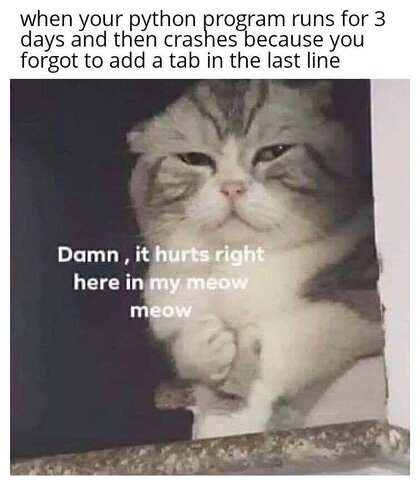 when your python program runs for 3
days and then crashes because you
forgot to add a tab in the last line
Damn , it hurts right
here in my meow
meow